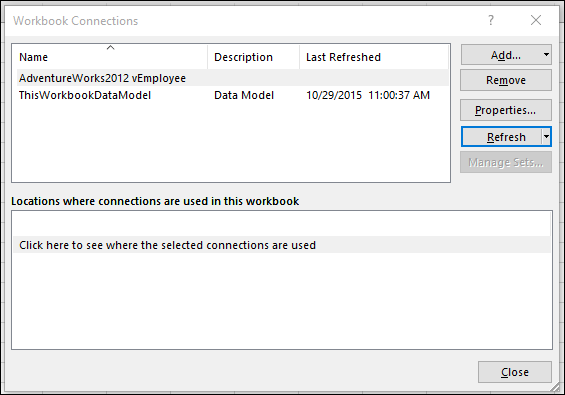 Workbook Connections
Name Description Last Refreshed
AdventureWorks2012 vEmployee
ThisWorkbookDataModel Data Model 10/29/2015 11:00:37 AM
Add...
Remove
Properties...
Refresh
Manage Sets...
Locations where connections are used in this workbook
Click here to see where the selected connections are used
Close